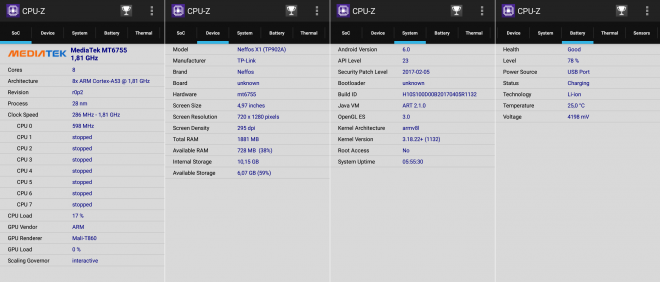 CPU-Z
SoC Device System Battery Thermal
MEDIATEK MediaTek MT6755
1,81 GHz
Cores 8
Architecture 8x ARM Cortex-A53 @ 1,81 GHz
Revision r0p2
Process 28 nm
Clock Speed 286 MHz - 1,81 GHz
CPU 0 598 MHz
CPU 1 stopped
CPU 2 stopped
CPU 3 stopped
CPU 4 stopped
CPU 5 stopped
CPU 6 stopped
CPU 7 stopped
CPU Load 17 %
GPU Vendor ARM
GPU Renderer Mali-T860
GPU Load 0 %
Scaling Governor interactive
CPU-Z
SoC Device System Battery Thermal
Model Neffos X1 (TP902A)
Manufacturer TP-Link
Brand Neffos
Board unknown
Hardware mt6755
Screen Size 4,97 inches
Screen Resolution 720 x 1280 pixels
Screen Density 295 dpi
Total RAM 1881 MB
Available RAM 728 MB (38%)
Internal Storage 10,15 GB
Available Storage 6,07 GB (59%)
CPU-Z
SoC Device System Battery Thermal
Android Version 6.0
API Level 23
Security Patch Level 2017-02-05
Bootloader unknown
Build ID H10S100D00B20170405R1132
Java VM ART 2.1.0
OpenGL ES 3.0
Kernel Architecture armv8l
Kernel Version 3.18.22+ (1132)
Root Access No
System Uptime 05:55:30
CPU-Z
Device System Battery Thermal Sensors
Health Good
Level 78 %
Power Source USB Port
Status Charging
Technology Li-ion
Temperature 25,0 °C
Voltage 4198 mV